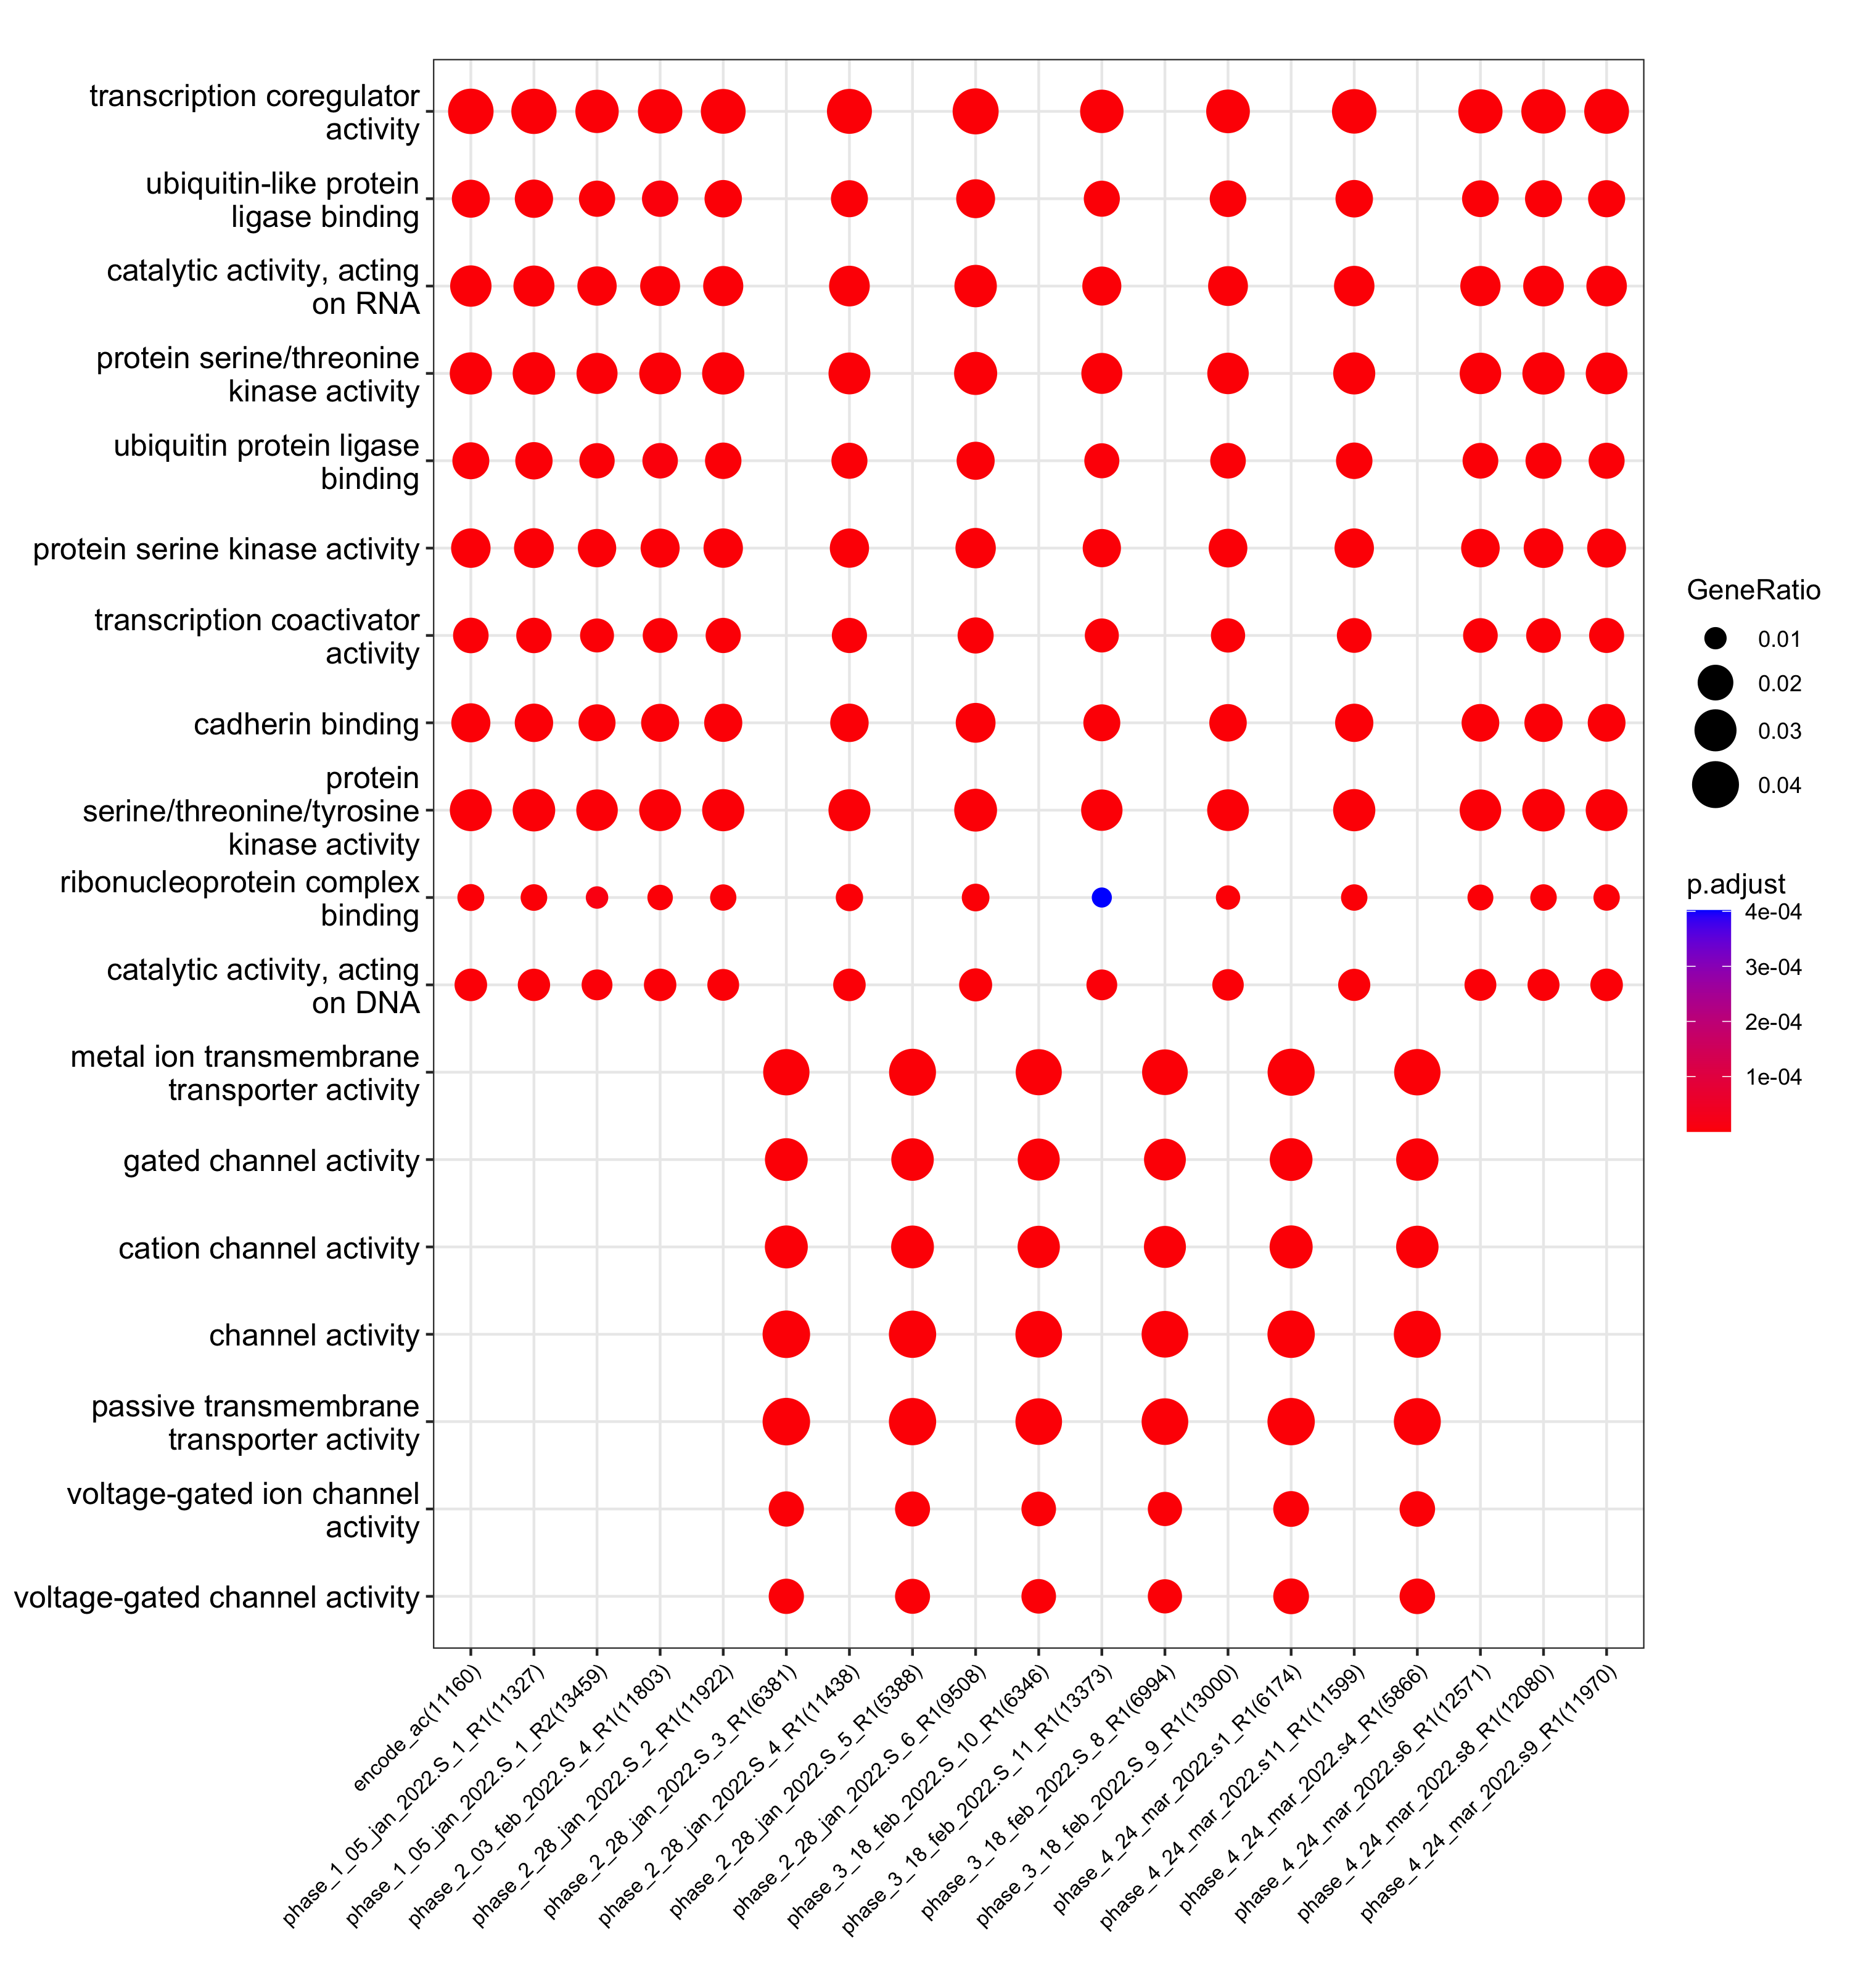 transcription coregulator
activity
ubiquitin-like protein
ligase binding
catalytic activity, acting
on RNA
protein serine/threonine
kinase activity
ubiquitin protein ligase
binding
protein serine kinase activity
transcription coactivator
activity
cadherin binding
protein
serine/threonine/tyrosine
kinase activity
ribonucleoprotein complex
binding
catalytic activity, acting
on DNA
metal ion transmembrane
transporter activity
gated channel activity
cation channel activity
channel activity
passive transmembrane
transporter activity
voltage-gated ion channel
activity
voltage-gated channel activity
encode_ac(11160)
phase_1_05_jan_2022.S_1_R1(11327)
phase_1_05_jan_2022.S_1_R2(13459)
phase_2_03_feb_2022.S_4_R1(11803)
phase_2_28_jan_2022.S_2_R1(11922)
phase_2_28_jan_2022.S_3_R1(6381)
phase_2_28_jan_2022.S_4_R1(11438)
phase_2_28_jan_2022.S_5_R1(5388)
phase_2_28_jan_2022.S_6_R1(9508)
phase_3_18_feb_2022.S_10_R1(6346)
phase_3_18_feb_2022.S_11_R1(13373)
phase_3_18_feb_2022.S_8_R1(6994)
phase_3_18_feb_2022.S_9_R1(13000)
phase_4_24_mar_2022.s1_R1(6174)
phase_4_24_mar_2022.s11_R1(11599)
phase_4_24_mar_2022.s4_R1(5866)
phase_4_24_mar_2022.s6_R1(12571)
phase_4_24_mar_2022.s8_R1(12080)
phase_4_24_mar_2022.s9_R1(11970)
GeneRatio
0.01
0.02
0.03
0.04
p.adjust
4e-04
3e-04
2e-04
1e-04